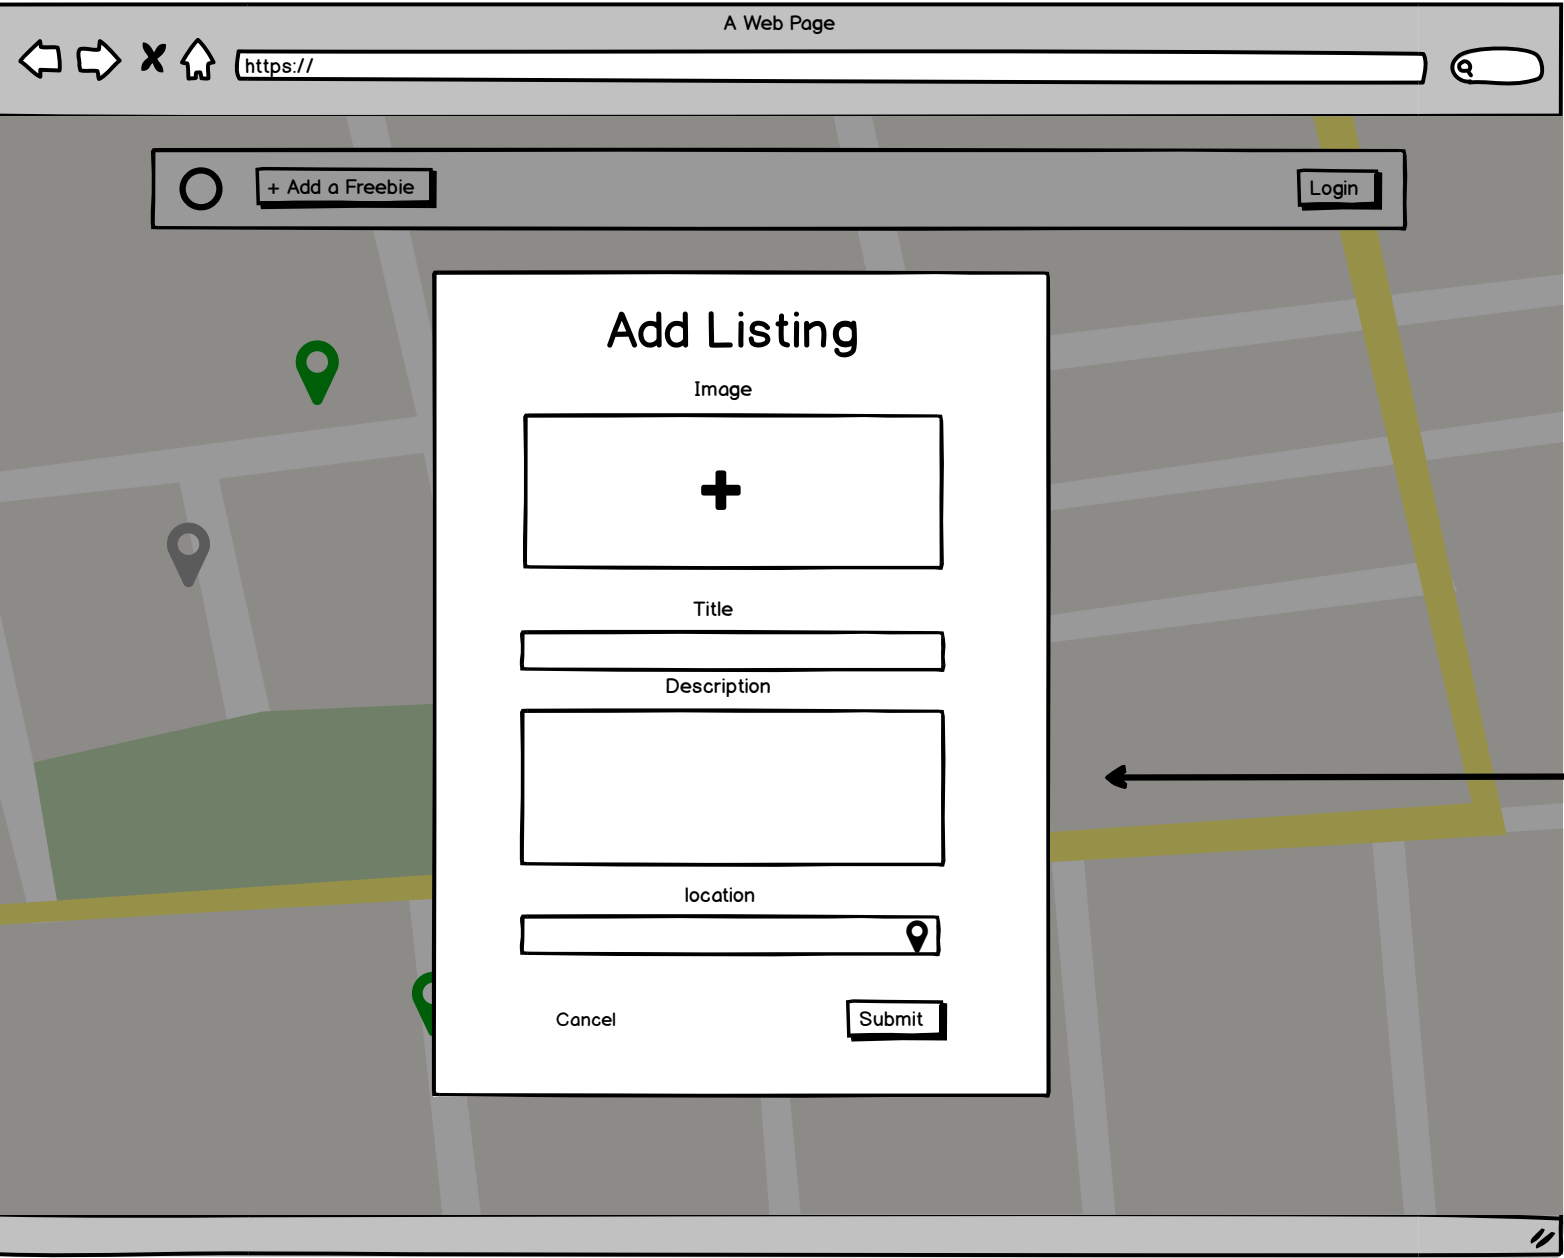 A Web Page
https://
+ Add a Freebie
Login
Add Listing
Image
Title
Description
location
Cancel
Submit